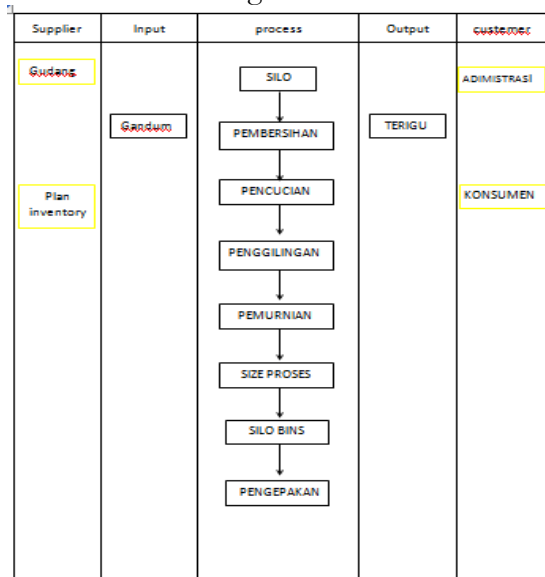 Supplier Input process Output custemer
Gudang
SILO
ADIMISTRASI
Gandum
PEMBERSIHAN
TERIGU
Plan
inventory
PENCUCIAN
KONSUMEN
PENGGILINGAN
PEMURNIAN
SIZE PROSES
SILO BINS
PENGEPAKAN